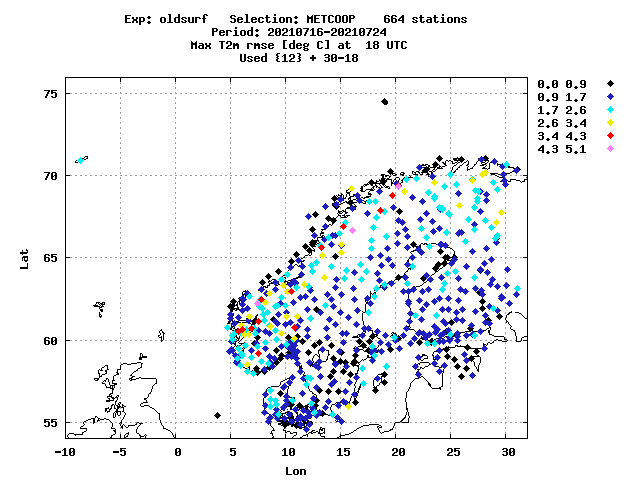 Exp: oldsurf   Selection: METCOOP    664 stations
Period: 20210716-20210724
Max T2m rmse [deg C] at  18 UTC
Used {12} + 30-18
0.0 0.9
0.9 1.7
1.7 2.6
2.6 3.4
3.4 4.3
4.3 5.1
75
70
65
60
55
Lat
-10 -5 0 5 10 15 20 25 30
Lon